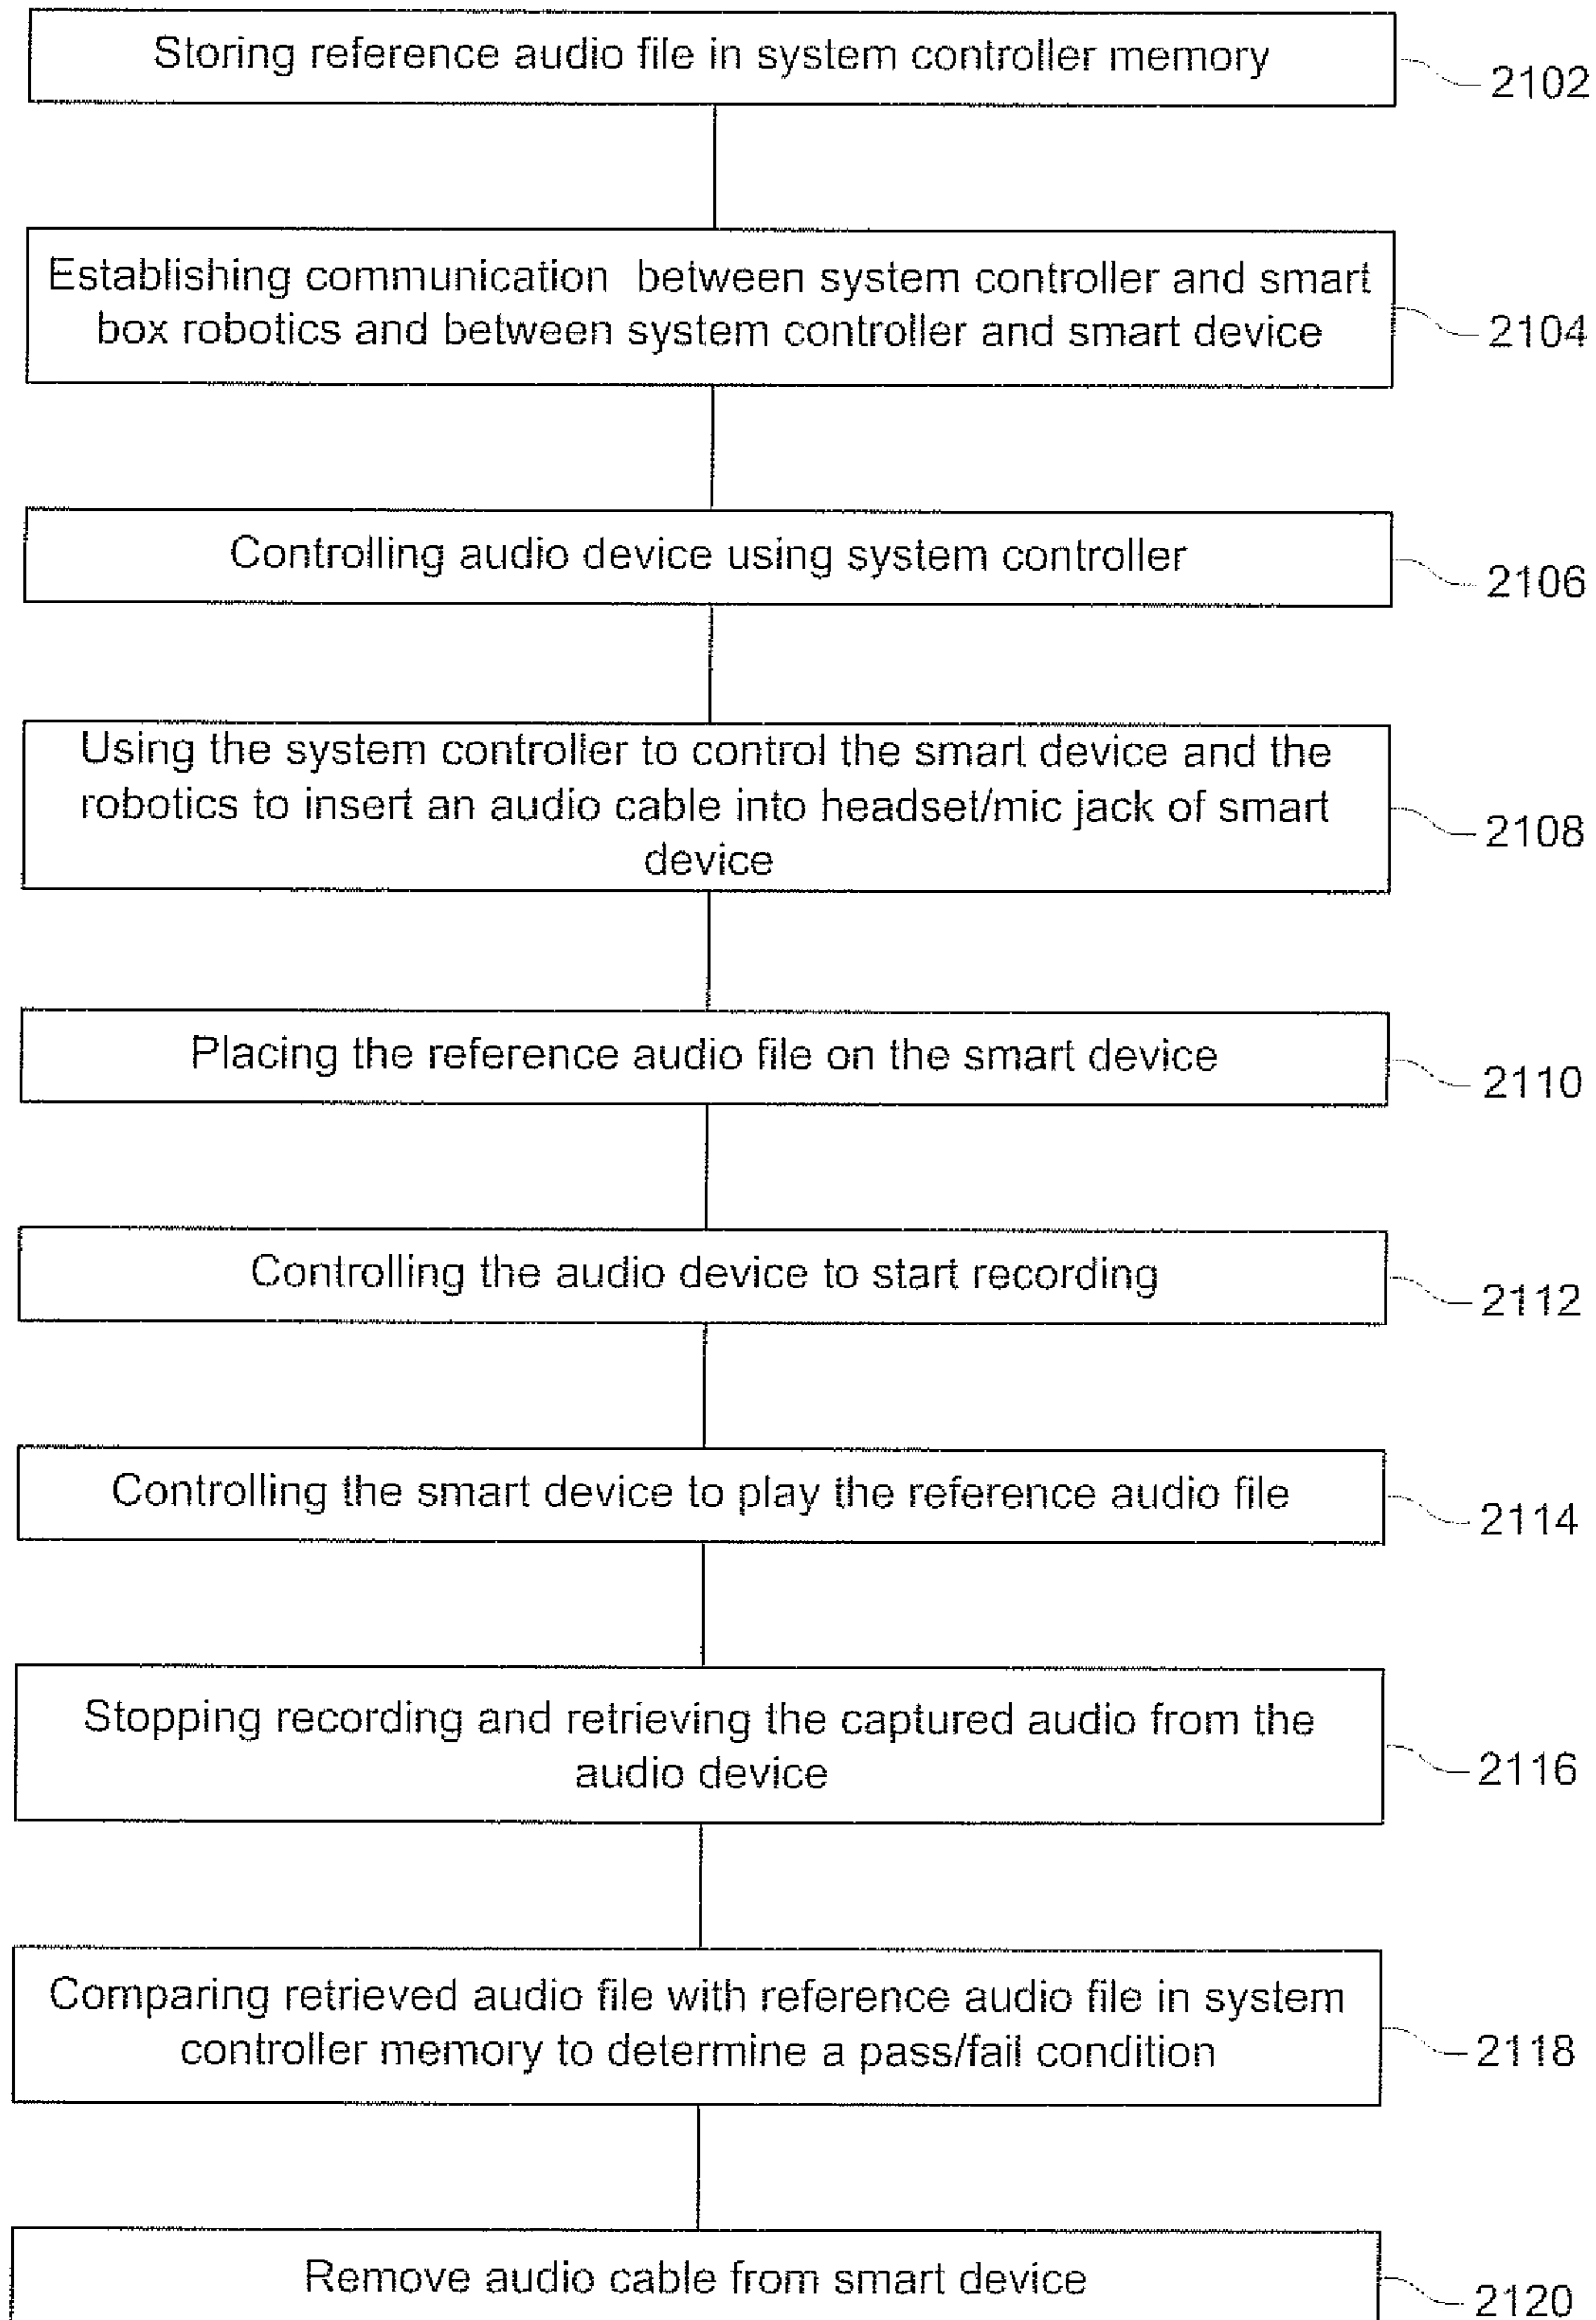 Storing reference audio file in system controller memory
2102
Establishing communication between system controller and smart
box robotics and between system controller and smart device
2104
Controlling audio device using system controller
2106
Using the system controller to control the smart device and the
robotics to insert an audio cable into headset/mic jack of smart
device
2108
Placing the reference audio file on the smart device
2110
Controlling the audio device to start recording
2112
Controlling the smart device to play the reference audio file
2114
Stopping recording and retrieving the captured audio from the
audio device
2116
Comparing retrieved audio file with reference audio file in system
controller memory to determine a pass/fail condition
2118
Remove audio cable from smart device
2120